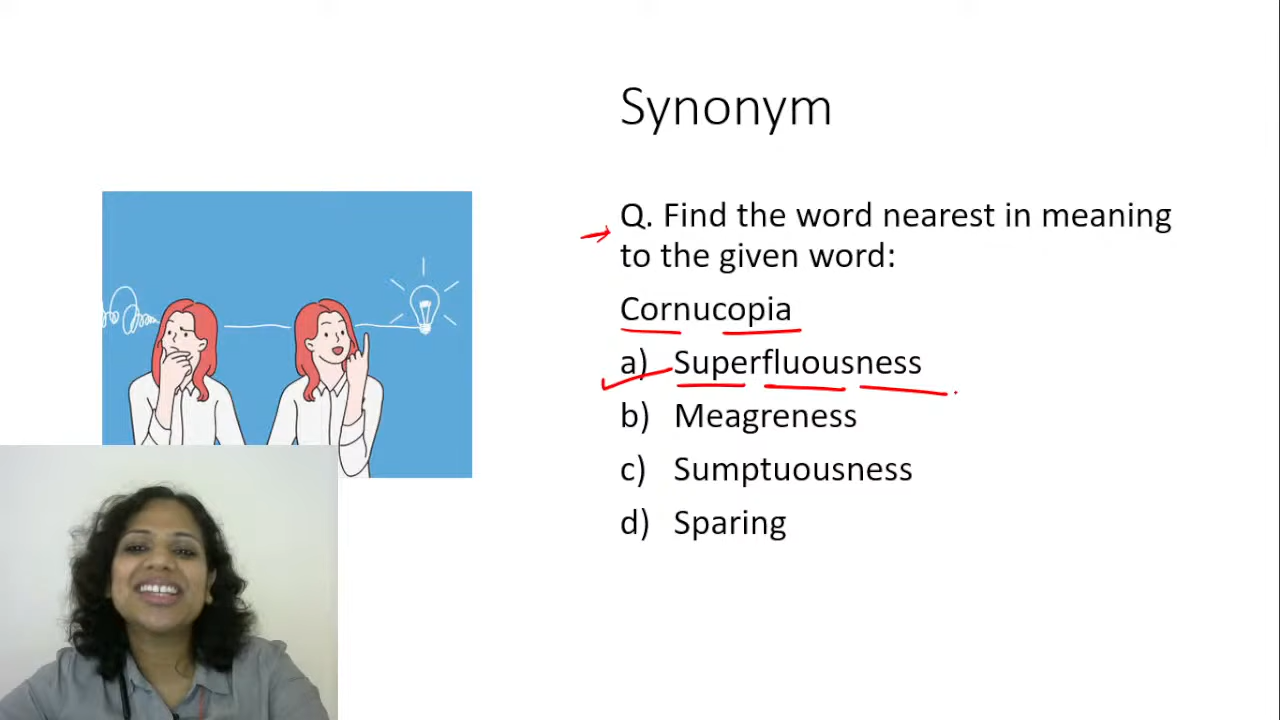 Synonym
Q. Find the word nearest in meaning
to the given word:
Cornucopia
a) Superfluousness
b) Meagreness
c) Sumptuousness
d) Sparing